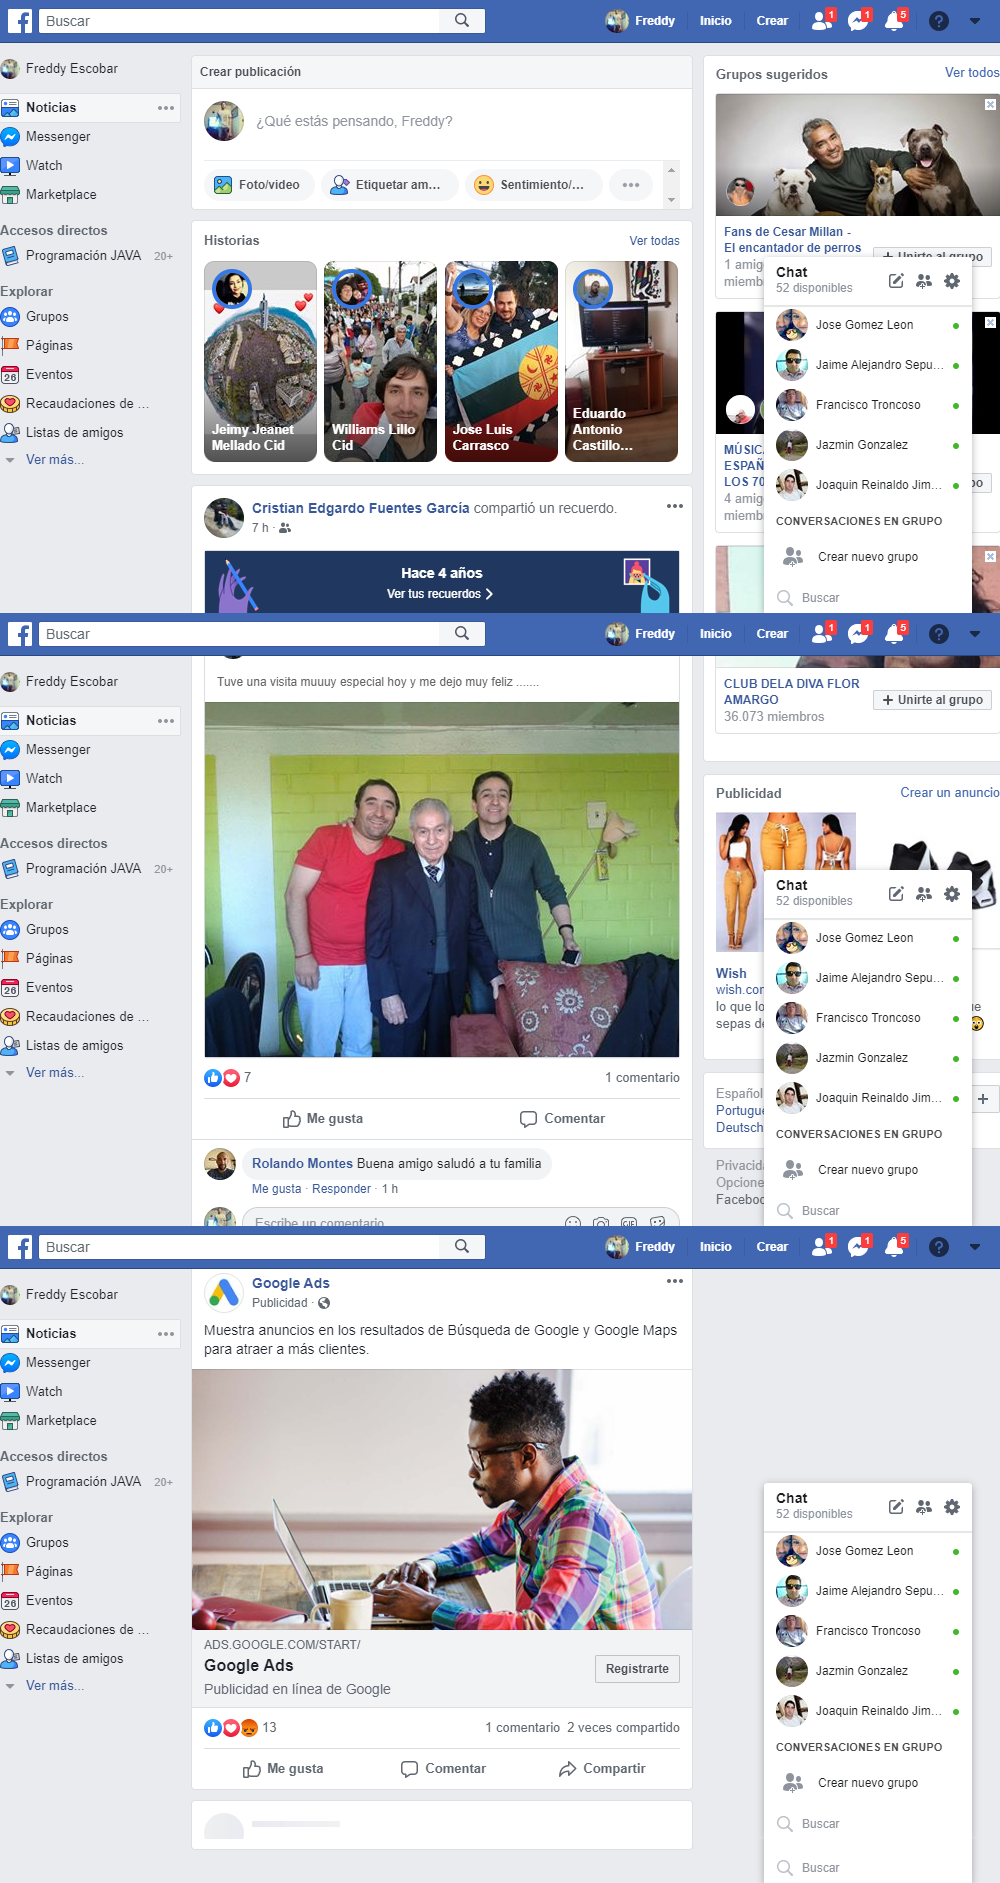 Buscar
Freddy
Inicio
Crear
1
1
5
Freddy Escobar
Noticias
Messenger
Watch
Marketplace
Accesos directos
Programación JAVA 20+
Explorar
Grupos
Páginas
26 Eventos
Recaudaciones de ...
Listas de amigos
Ver más...
Crear publicación
¿Qué estás pensando, Freddy?
Foto/video
Etiquetar am...
Sentimiento/...
Historias
Ver todas
Jeimy Jeanet
Mellado Cid
Williams Lillo
Cid
Jose Luis
Carrasco
Eduardo
Antonio
Castillo...
Cristian Edgardo Fuentes García compartió un recuerdo.
7 h ·
Hace 4 años
Ver tus recuerdos
Grupos sugeridos
Ver todos
Fans de Cesar Millan -
El encantador de perros
1 amig
miemb
+ Unirte al grupo
MÚSIC
ESPAÑ
LOS 70
4 amig
miemb
po
Chat
52 disponibles
Jose Gomez Leon
Jaime Alejandro Sepu...
Francisco Troncoso
Jazmin Gonzalez
Joaquin Reinaldo Jim...
CONVERSACIONES EN GRUPO
Crear nuevo grupo
Buscar
Buscar
Freddy
Inicio
Crear
1
1
5
Freddy Escobar
Noticias
Messenger
Watch
Marketplace
Accesos directos
Programación JAVA 20+
Explorar
Grupos
Páginas
26 Eventos
Recaudaciones de ...
Listas de amigos
Ver más...
Tuve una visita muuuy especial hoy y me dejo muy feliz .......
7
1 comentario
Me gusta
Comentar
Rolando Montes Buena amigo saludó a tu familia
Me gusta · Responder · 1 h
Escribe un comentario
GIF
CLUB DELA DIVA FLOR
AMARGO
36.073 miembros
+ Unirte al grupo
Publicidad
Crear un anuncio
Wish
wish.con
lo que lo
sepas de
ue
Español
Portugue
Deutsch
+
Privacida
Opcione
Faceboo
Chat
52 disponibles
Jose Gomez Leon
Jaime Alejandro Sepu...
Francisco Troncoso
Jazmin Gonzalez
Joaquin Reinaldo Jim...
CONVERSACIONES EN GRUPO
Crear nuevo grupo
Buscar
Buscar
Freddy
Inicio
Crear
1
1
5
Freddy Escobar
Noticias
Messenger
Watch
Marketplace
Accesos directos
Programación JAVA 20+
Explorar
Grupos
Páginas
26 Eventos
Recaudaciones de ...
Listas de amigos
Ver más...
Google Ads
Publicidad ·
Muestra anuncios en los resultados de Búsqueda de Google y Google Maps
para atraer a más clientes.
ADS.GOOGLE.COM/START/
Google Ads
Publicidad en línea de Google
Registrarte
13
1 comentario 2 veces compartido
Me gusta
Comentar
Compartir
Chat
52 disponibles
Jose Gomez Leon
Jaime Alejandro Sepu...
Francisco Troncoso
Jazmin Gonzalez
Joaquin Reinaldo Jim...
CONVERSACIONES EN GRUPO
Crear nuevo grupo
Buscar
Buscar